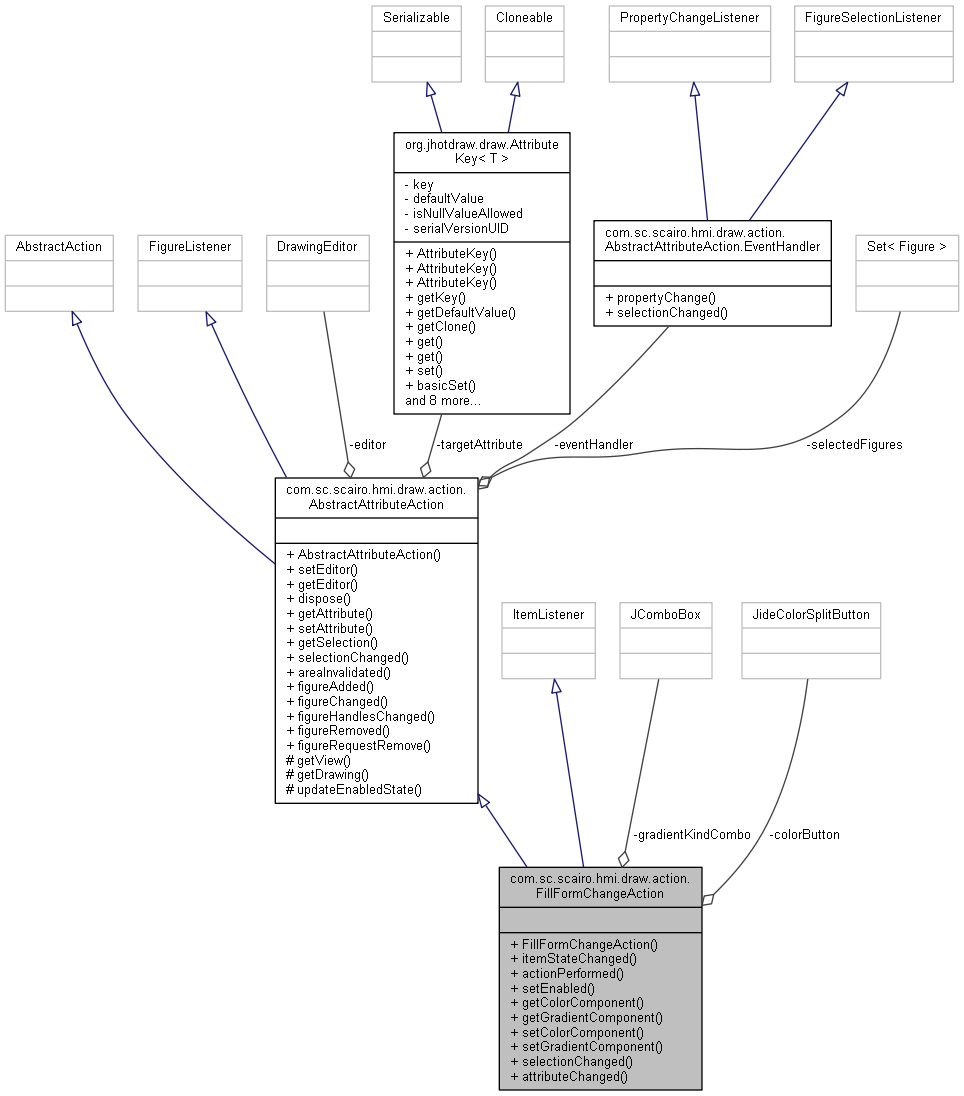 Serializable
Cloneable
PropertyChangeListener
FigureSelectionListener
org.jhotdraw.draw.Attribute
Key< T >
- key
- defaultValue
- isNullValueAllowed
- serialVersionUID
+ AttributeKey()
+ AttributeKey()
+ AttributeKey()
+ getKey()
+ getDefaultValue()
+ getClone()
+ get()
+ get()
+ set()
+ basicSet()
and 8 more...
com.sc.scairo.hmi.draw.action.
AbstractAttributeAction.EventHandler
+ propertyChange()
+ selectionChanged()
AbstractAction
FigureListener
DrawingEditor
Set< Figure >
-editor
-targetAttribute
-eventHandler
-selectedFigures
com.sc.scairo.hmi.draw.action.
AbstractAttributeAction
+ AbstractAttributeAction()
+ setEditor()
+ getEditor()
+ dispose()
+ getAttribute()
+ setAttribute()
+ getSelection()
+ selectionChanged()
+ areaInvalidated()
+ figureAdded()
+ figureChanged()
+ figureHandlesChanged()
+ figureRemoved()
+ figureRequestRemove()
# getView()
# getDrawing()
# updateEnabledState()
ItemListener
JComboBox
JideColorSplitButton
-gradientKindCombo
-colorButton
com.sc.scairo.hmi.draw.action.
FillFormChangeAction
+ FillFormChangeAction()
+ itemStateChanged()
+ actionPerformed()
+ setEnabled()
+ getColorComponent()
+ getGradientComponent()
+ setColorComponent()
+ setGradientComponent()
+ selectionChanged()
+ attributeChanged()